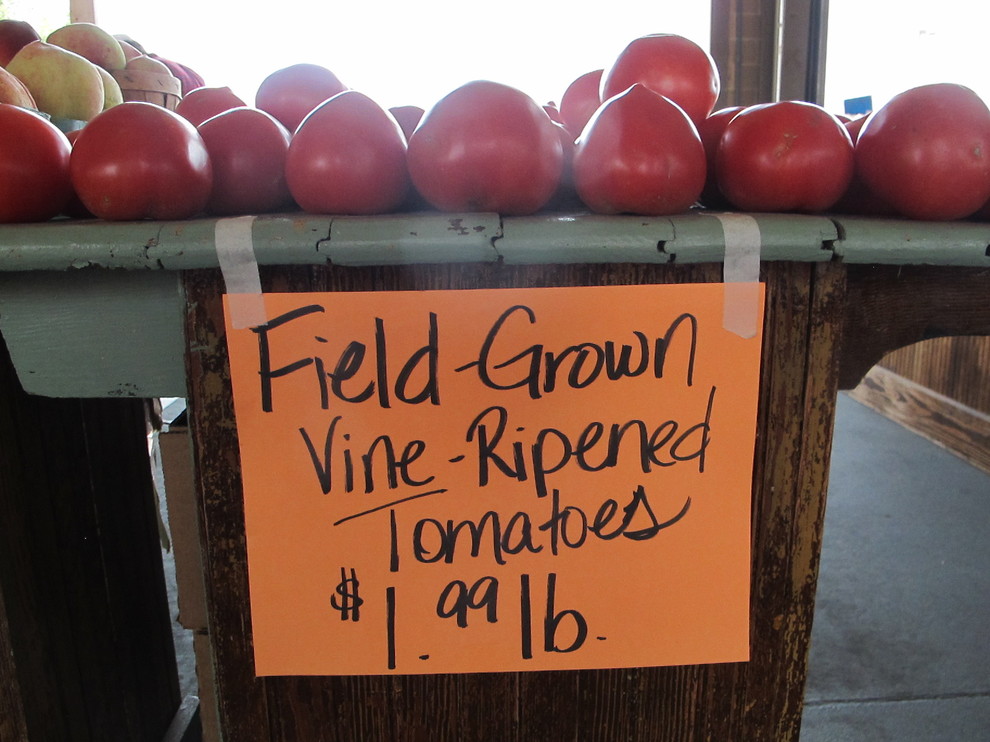 Field-Grown
Vine-Ripened
Tomatoes
$1.99 lb.